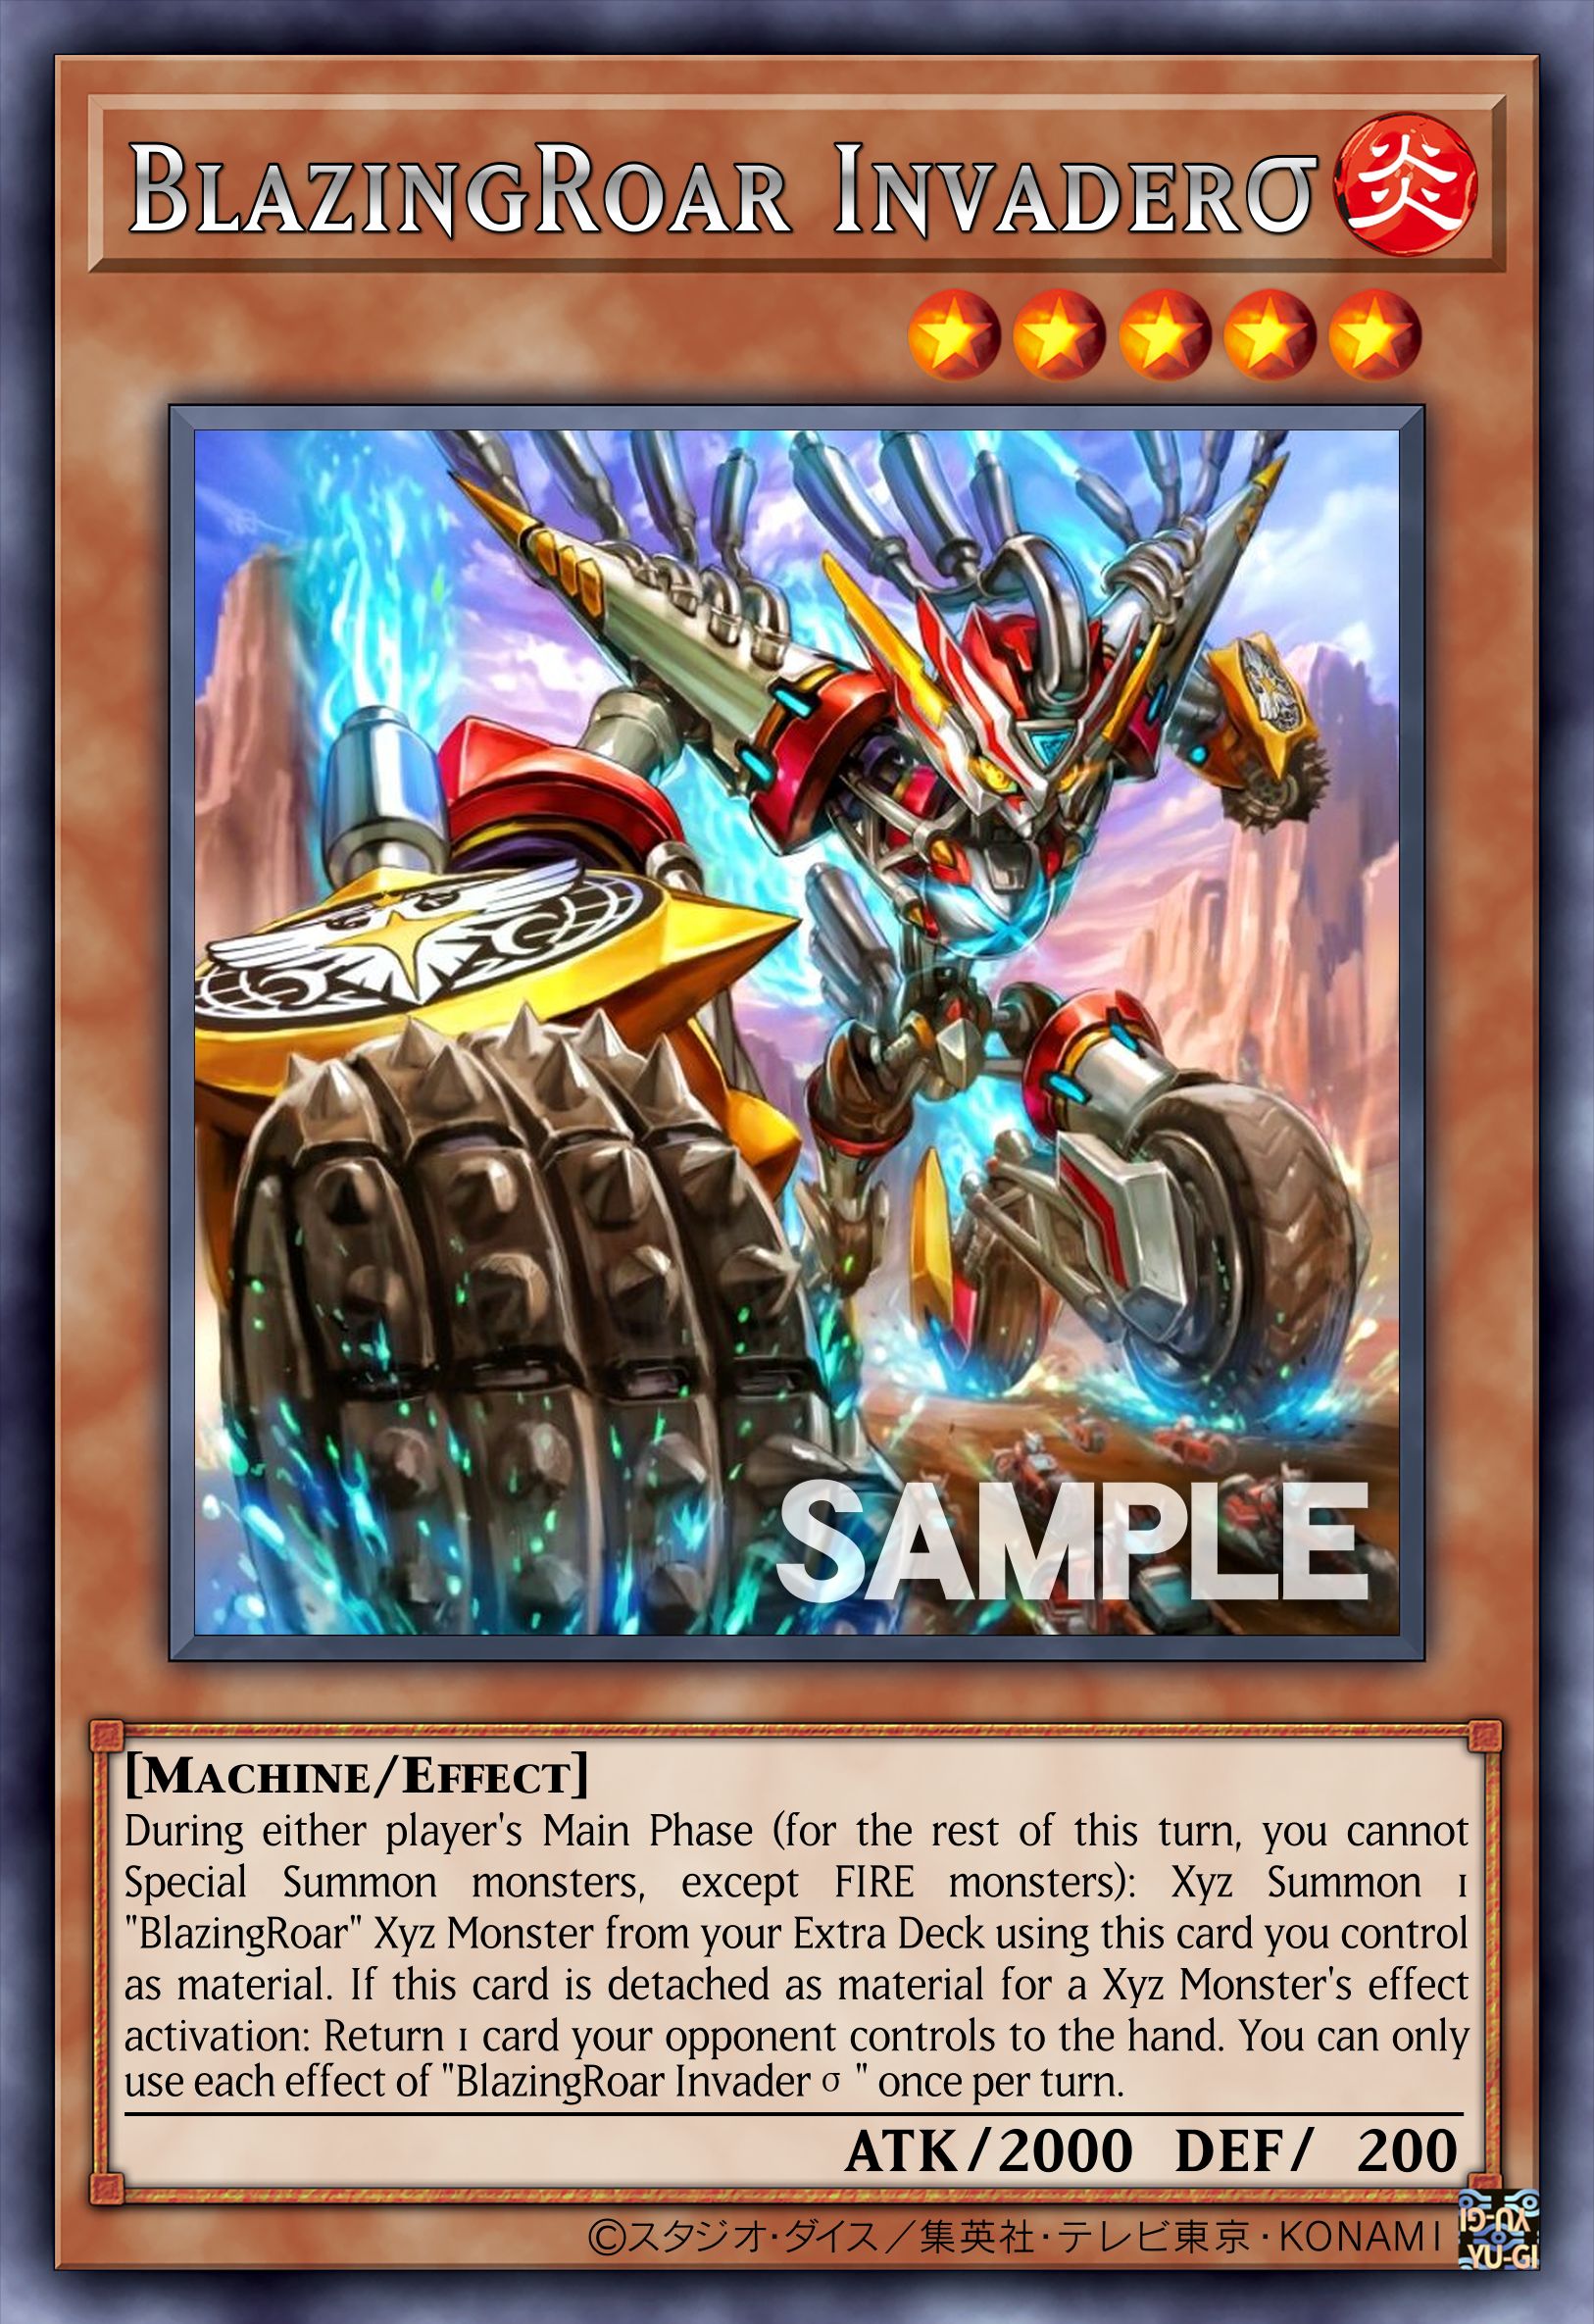 BlazingRoar Invaderσ 炎
SAMPLE
[Machine/Effect]
During either player's Main Phase (for the rest of this turn, you cannot
Special Summon monsters, except FIRE monsters): Xyz Summon 1
"BlazingRoar" Xyz Monster from your Extra Deck using this card you control
as material. If this card is detached as material for a Xyz Monster's effect
activation: Return 1 card your opponent controls to the hand. You can only
use each effect of "BlazingRoar Invader σ " once per turn.
ATK/2000 DEF/ 200
©スタジオ・ダイス／集英社・テレビ東京・KONAMI
YU-GI
YU-GI